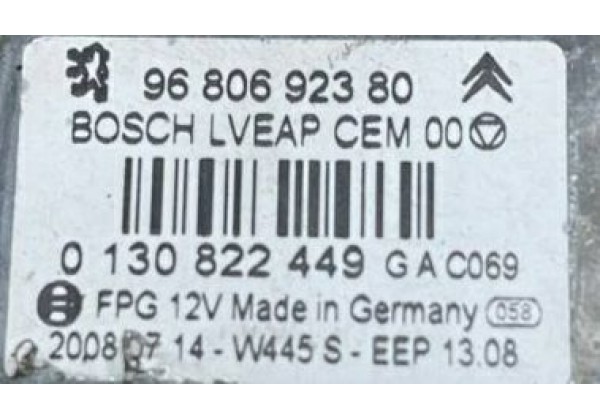 96 806 923 80
BOSCH LVEAP CEM 00
0 130 822 449 G A C069
FPG 12V Made in Germany 058
2008 07 14 - W445 S - EEP 13.08